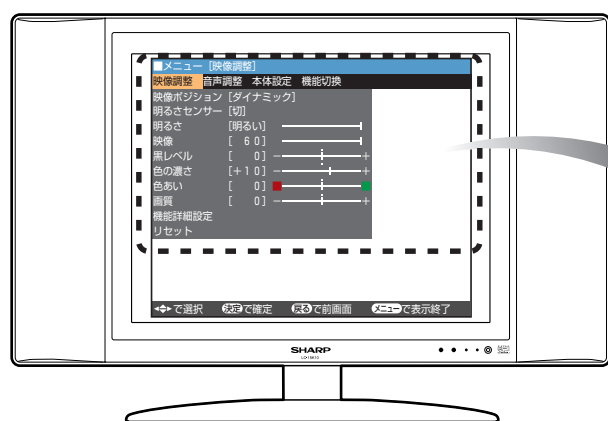 ■メニュー [映像調整]
映像調整 音声調整 本体設定 機能切換
映像ポジション [ダイナミック]
明るさセンサー [切]
明るさ [明るい]
映像 [ 60]
黒レベル [ 0] - +
色の濃さ [+10] - +
色あい [ 0]
画質 [ 0] - +
機能詳細設定
リセット
で選択 決定で確定 戻るで前画面 メニューで表示終了
SHARP